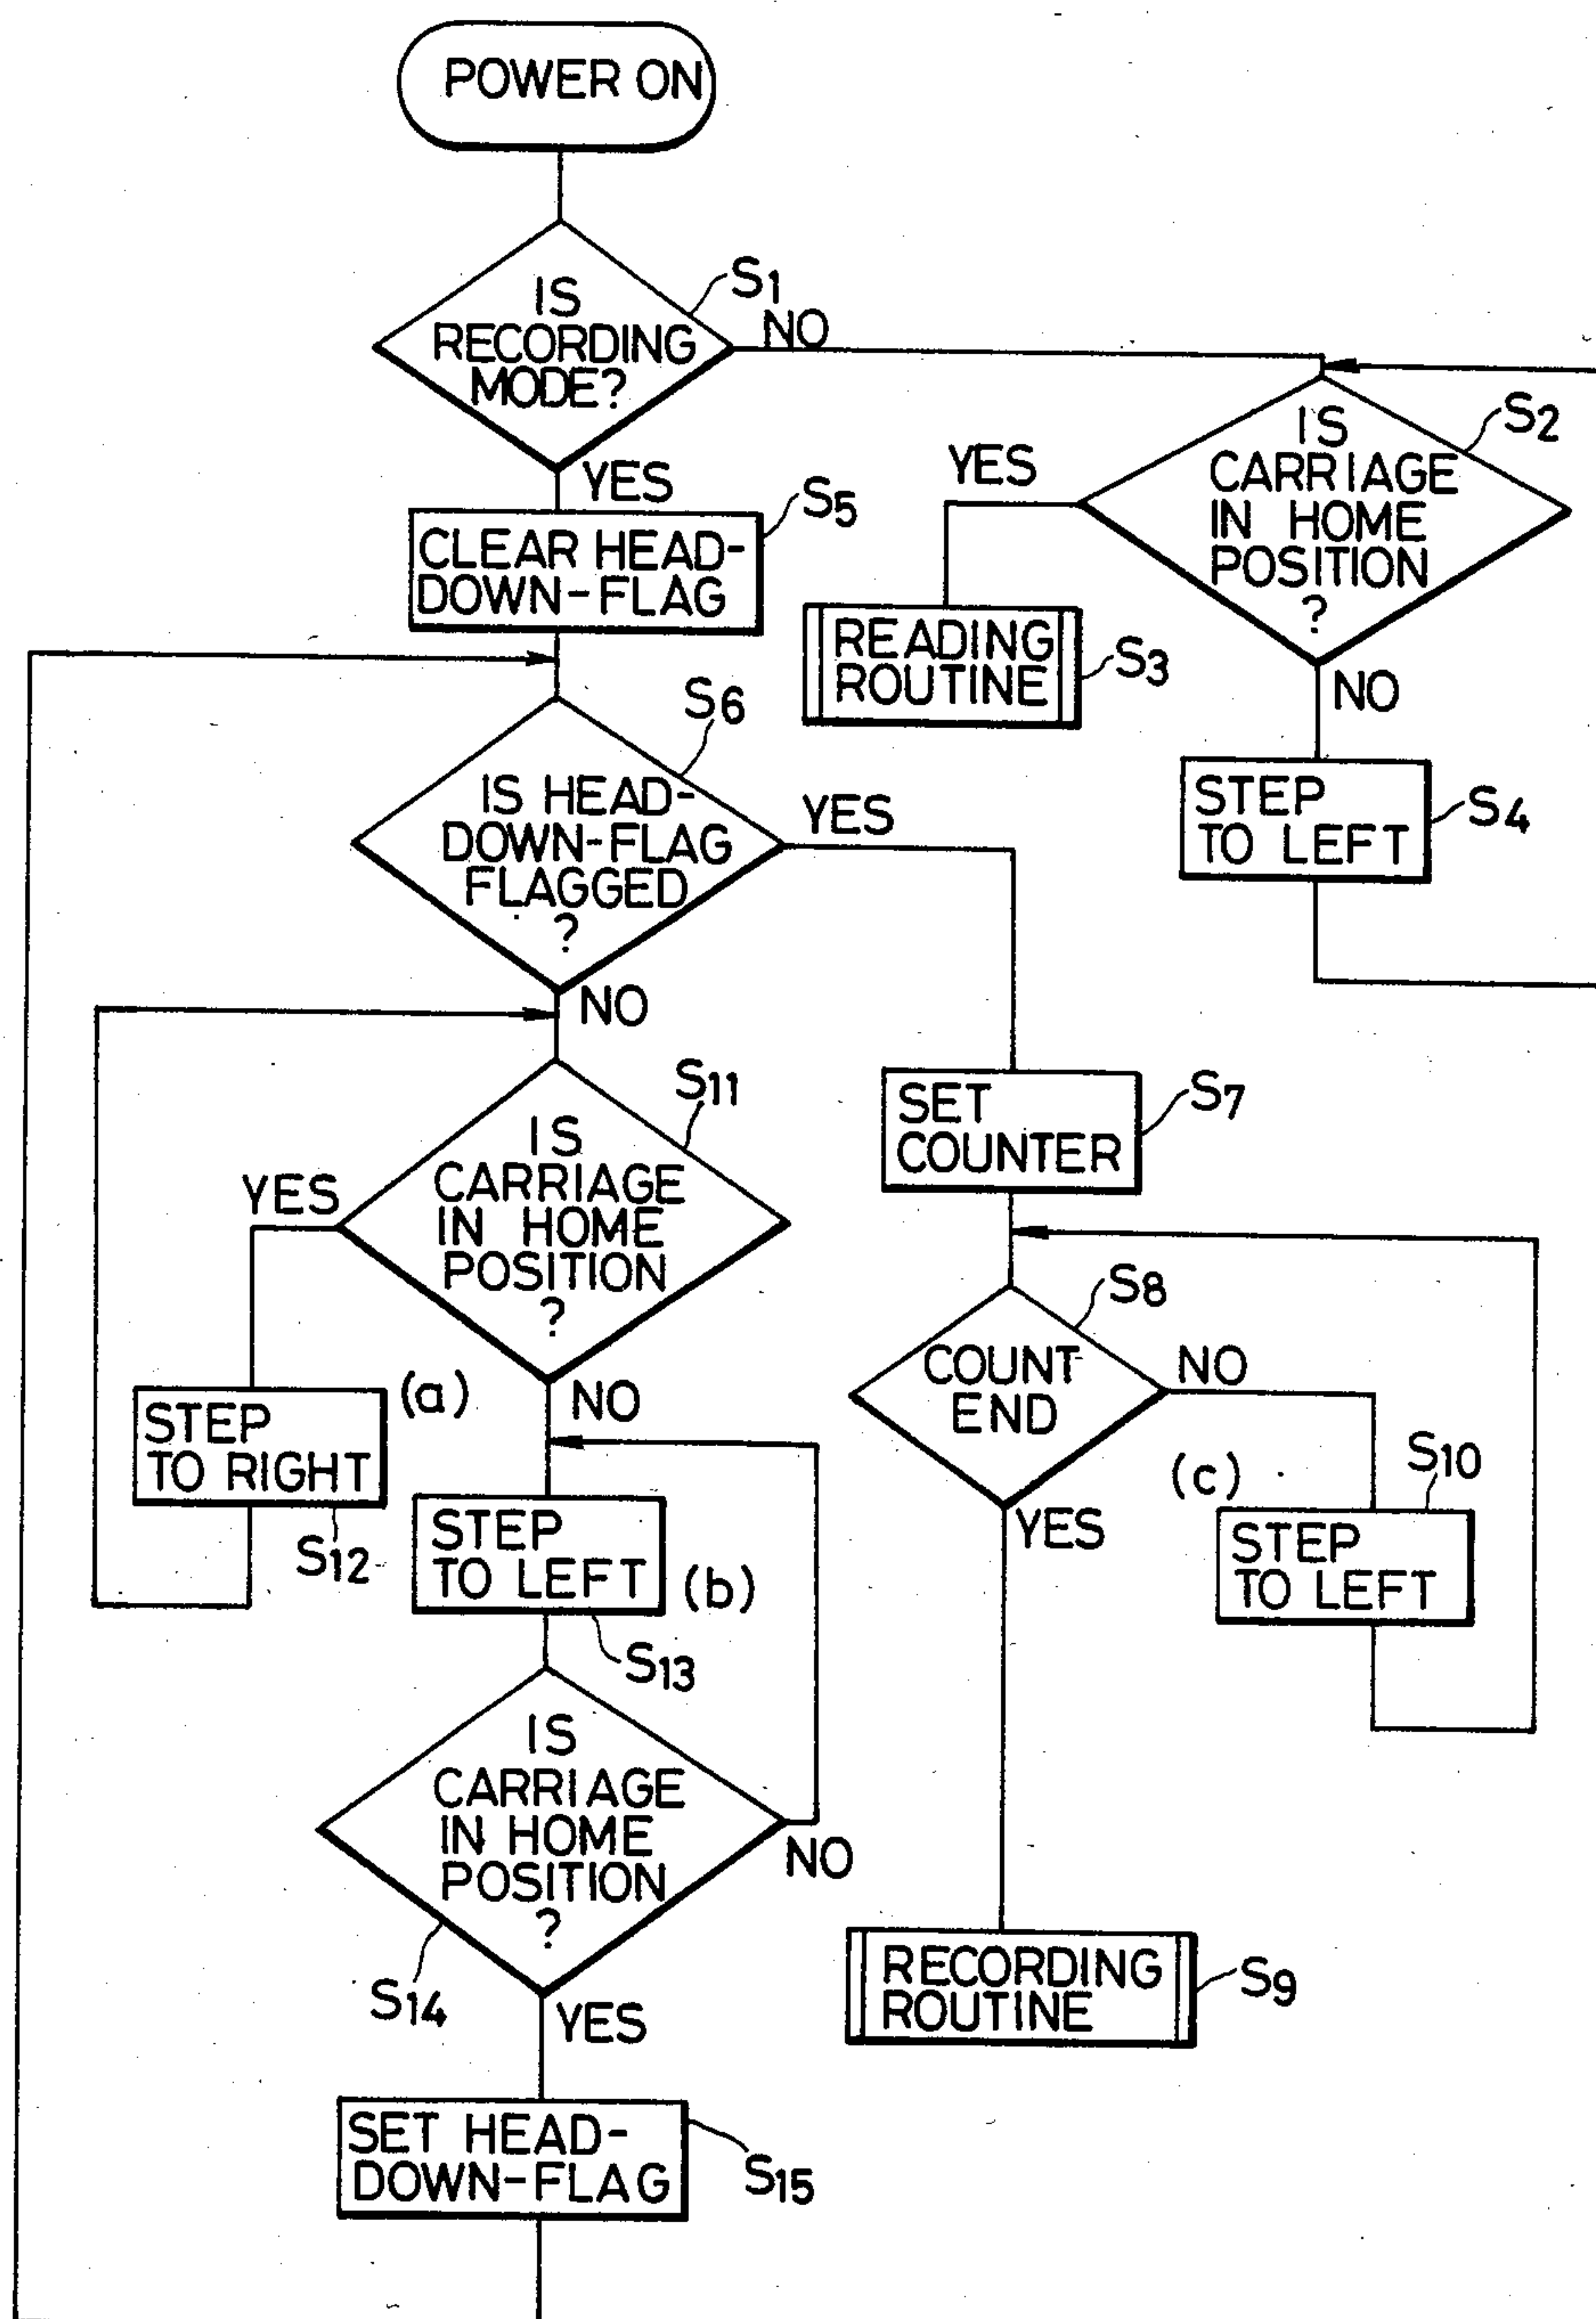 POWER ON
IS
RECORDING
MODE?
S1
NO
YES
IS
CARRIAGE
IN HOME
POSITION
?
S2
YES
NO
CLEAR HEAD-
DOWN-FLAG
S5
READING
ROUTINE
S3
STEP
TO LEFT
S4
IS HEAD-
DOWN-FLAG
FLAGGED
?
S6
YES
NO
SET
COUNTER
S7
IS
CARRIAGE
IN HOME
POSITION
?
S11
YES
NO
STEP
TO RIGHT
(a)
S12
COUNT
END
S8
NO
YES
(c)
STEP
TO LEFT
S10
STEP
TO LEFT
(b)
S13
IS
CARRIAGE
IN HOME
POSITION
?
S14
NO
YES
RECORDING
ROUTINE
S9
SET HEAD-
DOWN-FLAG
S15